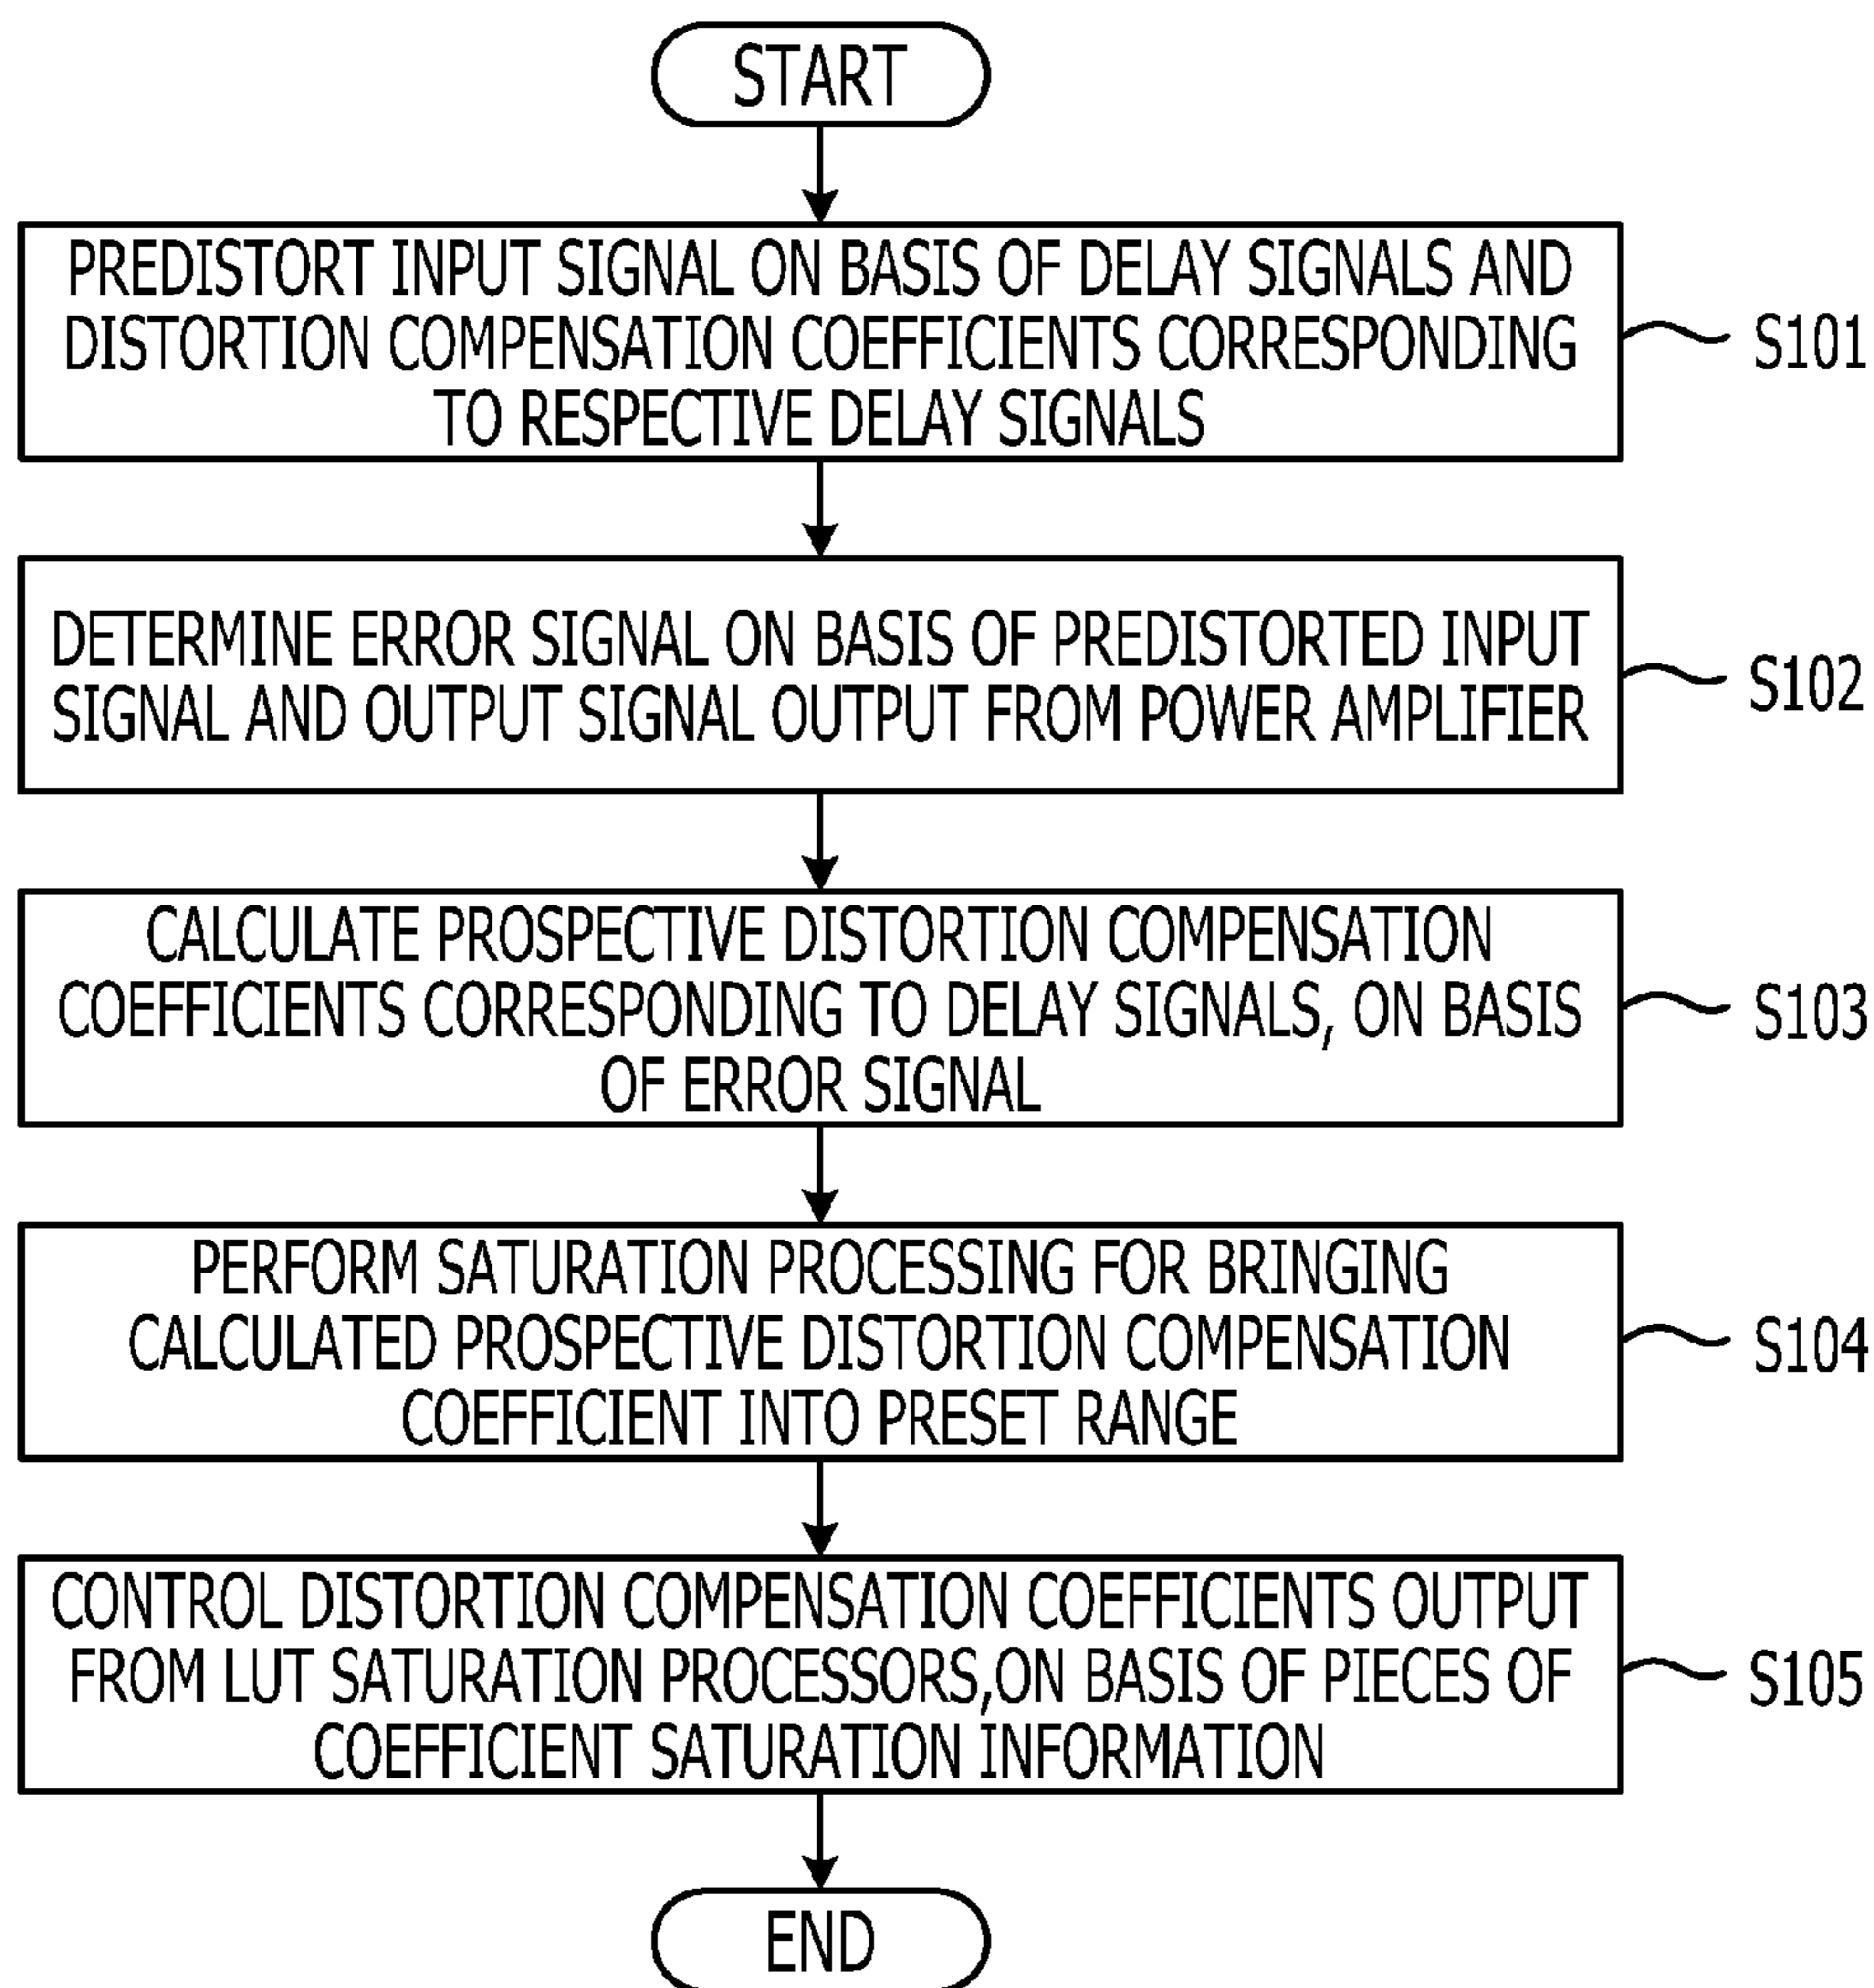 START
PREDISTORT INPUT SIGNAL ON BASIS OF DELAY SIGNALS AND
DISTORTION COMPENSATION COEFFICIENTS CORRESPONDING
TO RESPECTIVE DELAY SIGNALS
S101
DETERMINE ERROR SIGNAL ON BASIS OF PREDISTORTED INPUT
SIGNAL AND OUTPUT SIGNAL OUTPUT FROM POWER AMPLIFIER
S102
CALCULATE PROSPECTIVE DISTORTION COMPENSATION
COEFFICIENTS CORRESPONDING TO DELAY SIGNALS, ON BASIS
OF ERROR SIGNAL
S103
PERFORM SATURATION PROCESSING FOR BRINGING
CALCULATED PROSPECTIVE DISTORTION COMPENSATION
COEFFICIENT INTO PRESET RANGE
S104
CONTROL DISTORTION COMPENSATION COEFFICIENTS OUTPUT
FROM LUT SATURATION PROCESSORS,ON BASIS OF PIECES OF
COEFFICIENT SATURATION INFORMATION
S105
END